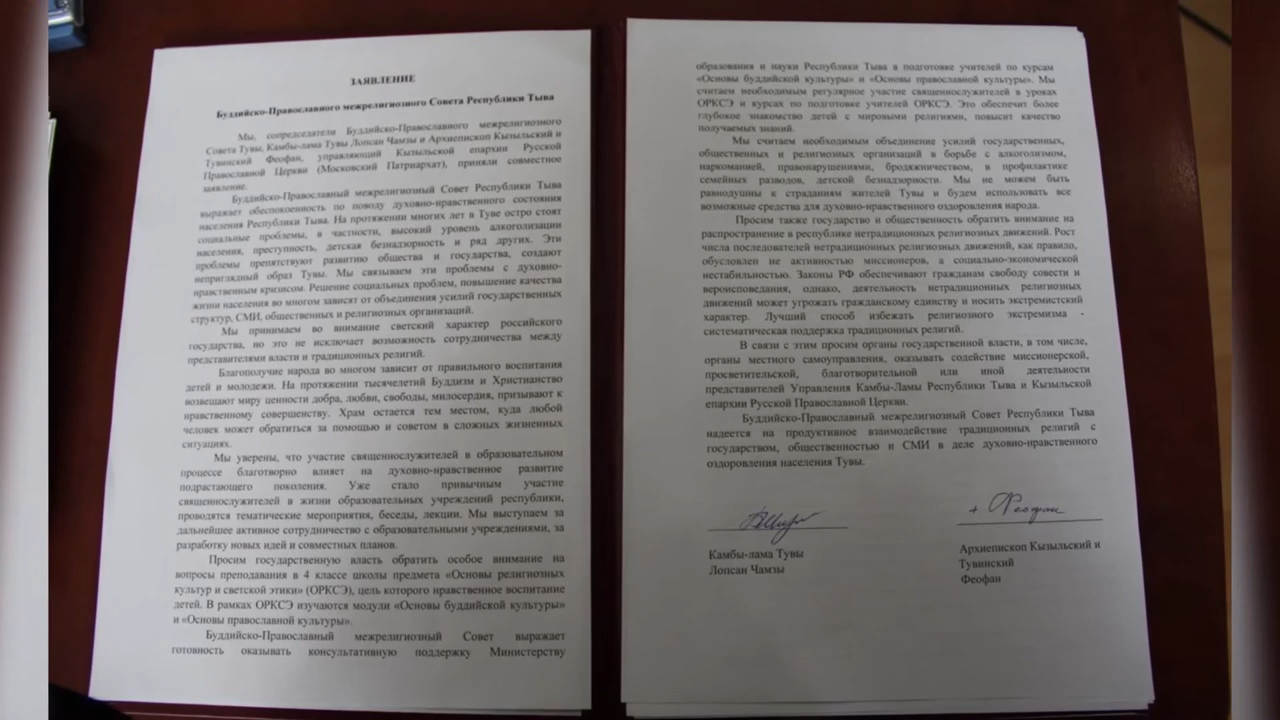 ЗАЯВЛЕНИЕ
Буддийско-Православного межрелигиозного Совета Республики Тыва
Мы, сопредседатели Буддийско-Православного межрелигиозного
Совета Тувы, Камбы-лама Тувы Лопсан Чамзы и Архиепископ Кызыльский и
Тувинский Феофан, управляющий Кызыльской епархии Русской
Православной Церкви (Московский Патриархат), приняли совместное
заявление.
Буддийско-Православный межрелигиозный Совет Республики Тыва
выражает обеспокоенность по поводу духовно-нравственного состояния
населения Республики Тыва. На протяжении многих лет в Туве остро стоят
социальные проблемы, в частности, высокий уровень алкоголизации
населения, преступность, детская безнадзорность и ряд других. Эти
проблемы препятствуют развитию общества и государства, создают
неприглядный образ Тувы. Мы связываем эти проблемы с духовно-
нравственным кризисом. Решение социальных проблем, повышение качества
жизни населения во многом зависят от объединения усилий государственных
структур, СМИ, общественных и религиозных организаций.
Мы принимаем во внимание светский характер российского
государства, но это не исключает возможность сотрудничества между
представителями власти и традиционных религий.
Благополучие народа во многом зависит от правильного воспитания
детей и молодежи. На протяжении тысячелетий Буддизм и Христианство
возвещают миру ценности добра, любви, свободы, милосердия, призывают к
нравственному совершенству. Храм остается тем местом, куда любой
человек может обратиться за помощью и советом в сложных жизненных
ситуациях.
Мы уверены, что участие священнослужителей в образовательном
процессе благотворно влияет на духовно-нравственное развитие
подрастающего поколения. Уже стало привычным участие
священнослужителей в жизни образовательных учреждений республики,
проводятся тематические мероприятия, беседы, лекции. Мы выступаем за
дальнейшее активное сотрудничество с образовательными учреждениями, за
разработку новых идей и совместных планов.
Просим государственную власть обратить особое внимание на
вопросы преподавания в 4 классе школы предмета «Основы религиозных
культур и светской этики» (ОРКСЭ), цель которого нравственное воспитание
детей. В рамках ОРКСЭ изучаются модули «Основы буддийской культуры»
и «Основы православной культуры».
Буддийско-Православный межрелигиозный Совет выражает
готовность оказывать консультативную поддержку Министерству
образования и науки Республики Тыва в подготовке учителей по курсам
«Основы буддийской культуры» и «Основы православной культуры». Мы
считаем необходимым регулярное участие священнослужителей в уроках
ОРКСЭ и курсах по подготовке учителей ОРКСЭ. Это обеспечит более
глубокое знакомство детей с мировыми религиями, повысит качество
получаемых знаний.
Мы считаем необходимым объединение усилий государственных,
общественных и религиозных организаций в борьбе с алкоголизмом,
наркоманией, правонарушениями, бродяжничеством, в профилактике
семейных разводов, детской безнадзорности. Мы не можем быть
равнодушны к страданиям жителей Тувы и будем использовать все
возможные средства для духовно-нравственного оздоровления народа.
Просим также государство и общественность обратить внимание на
распространение в республике нетрадиционных религиозных движений. Рост
числа последователей нетрадиционных религиозных движений, как правило,
обусловлен не активностью миссионеров, а социально-экономической
нестабильностью. Законы РФ обеспечивают гражданам свободу совести и
вероисповедания, однако, деятельность нетрадиционных религиозных
движений может угрожать гражданскому единству и носить экстремистский
характер. Лучший способ избежать религиозного экстремизма -
систематическая поддержка традиционных религий.
В связи с этим просим органы государственной власти, в том числе,
органы местного самоуправления, оказывать содействие миссионерской,
просветительской, благотворительной или иной деятельности
представителей Управления Камбы-Ламы Республики Тыва и Кызыльской
епархии Русской Православной Церкви.
Буддийско-Православный межрелигиозный Совет Республики Тыва
надеется на продуктивное взаимодействие традиционных религий с
государством, общественностью и СМИ в деле духовно-нравственного
оздоровления населения Тувы.
+ Феофан
Камбы-лама Тувы
Лопсан Чамзы
Архиепископ Кызыльский и
Тувинский
Феофан